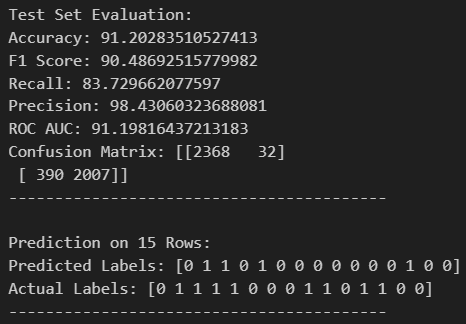 Test Set Evaluation:
Accuracy: 91.20283510527413
F1 Score: 90.48692515779982
Recall: 83.729662077597
Precision: 98.43060323688081
ROC AUC: 91.19816437213183
Confusion Matrix: [[2368   32]
 [ 390 2007]]
-----------------------------------------
Prediction on 15 Rows:
Predicted Labels: [0 1 1 0 1 0 0 0 0 0 0 0 1 0 0]
Actual Labels: [0 1 1 1 1 0 0 0 1 1 0 1 1 0 0]
-----------------------------------------